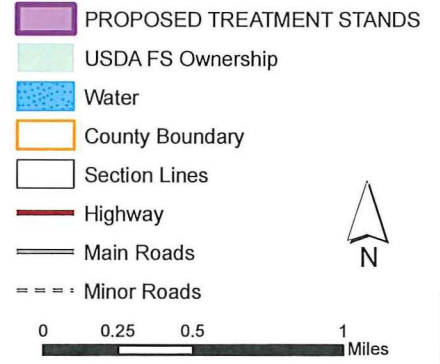 PROPOSED TREATMENT STANDS
USDA FS Ownership
Water
County Boundary
Section Lines
Highway
Main Roads
Minor Roads
N
0 0.25 0.5 1
Miles